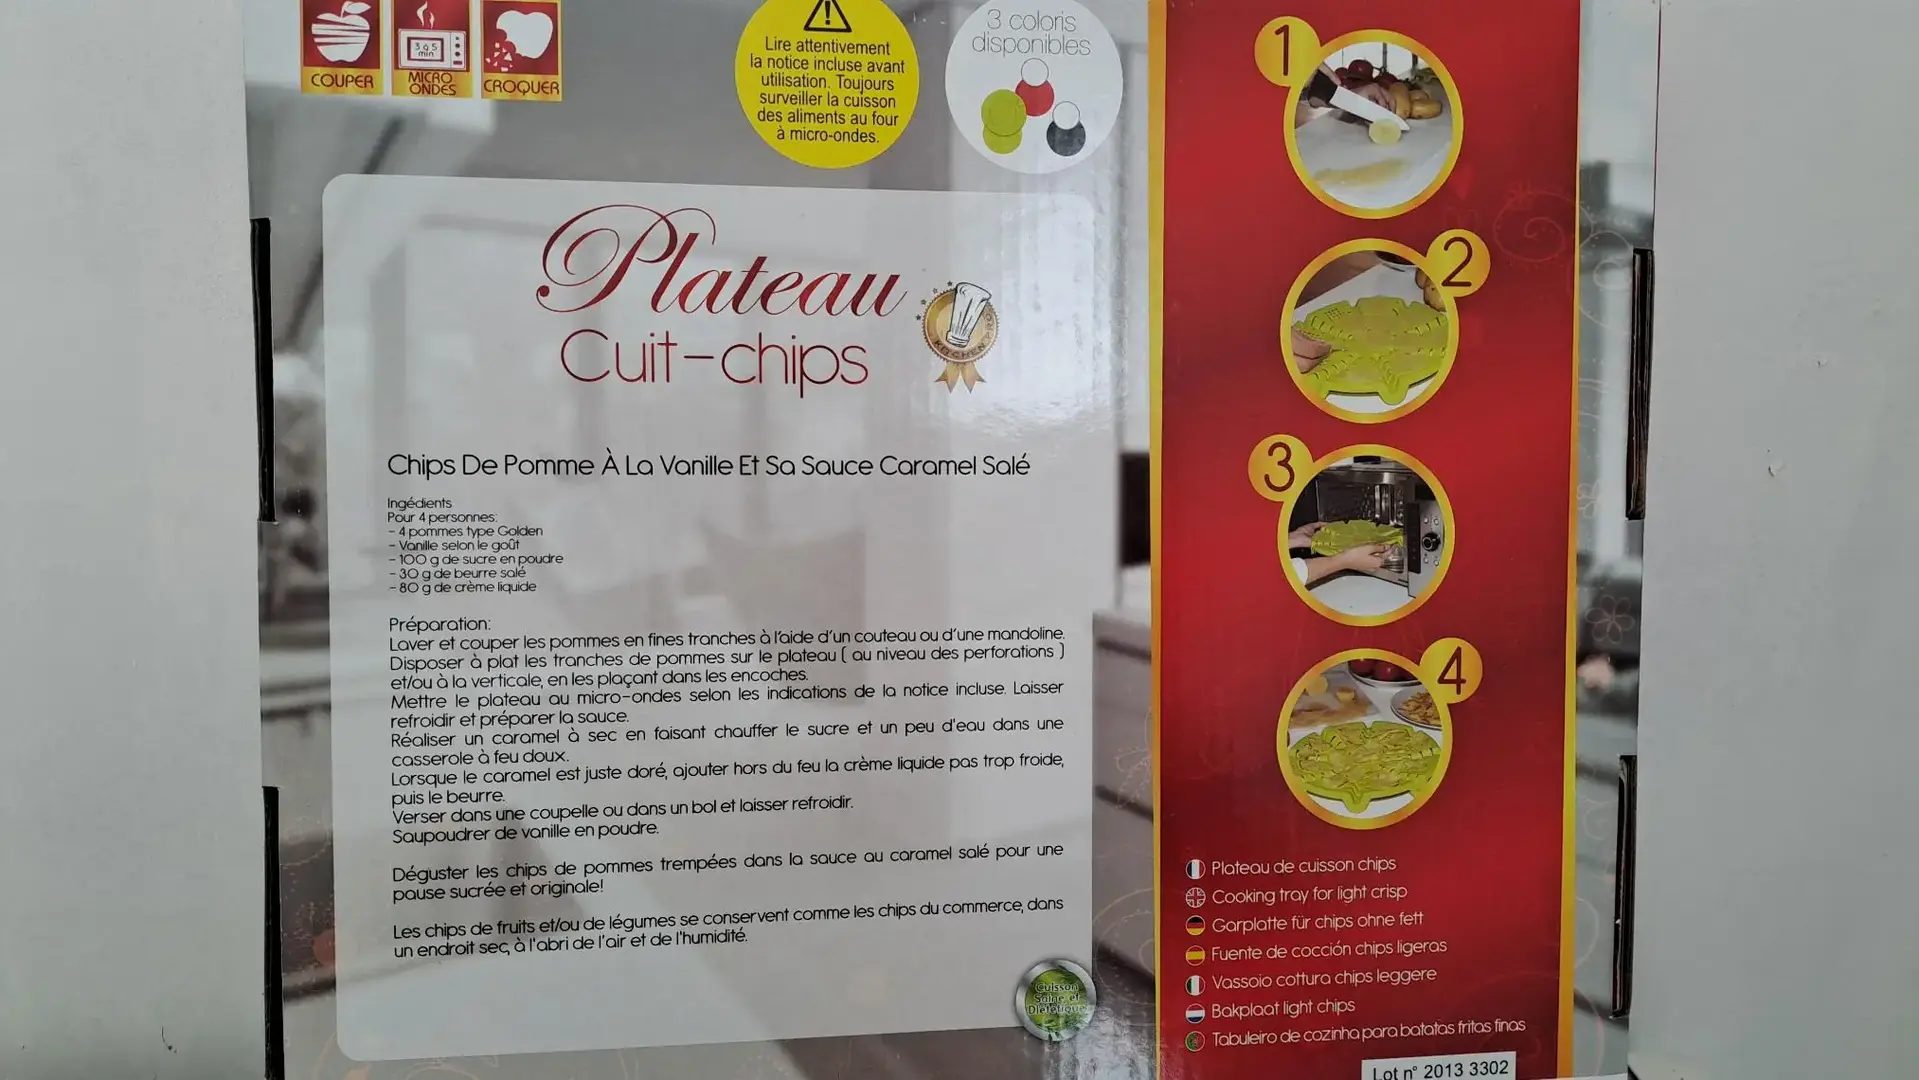 COUPER
3 à 5
min
MICRO
ONDES
CROQUER
Lire attentivement
la notice incluse avant
utilisation. Toujours
surveiller la cuisson
des aliments au four
à micro-ondes.
3 coloris
disponibles
Plateau
Cuit-chips
KITCHEN
Chips De Pomme À La Vanille Et Sa Sauce Caramel Salé
Ingédients
Pour 4 personnes:
- 4 pommes type Golden
- Vanille selon le goût
- 100 g de sucre en poudre
- 30 g de beurre salé
- 80 g de crème liquide
Préparation:
Laver et couper les pommes en fines tranches à l'aide d'un couteau ou d'une mandoline.
Disposer à plat les tranches de pommes sur le plateau ( au niveau des perforations )
et/ou à la verticale, en les plaçant dans les encoches.
Mettre le plateau au micro-ondes selon les indications de la notice incluse. Laisser
refroidir et préparer la sauce.
Réaliser un caramel à sec en faisant chauffer le sucre et un peu d'eau dans une
casserole à feu doux.
Lorsque le caramel est juste doré, ajouter hors du feu la crème liquide pas trop froide,
puis le beurre.
Verser dans une coupelle ou dans un bol et laisser refroidir.
Saupoudrer de vanille en poudre.
Déguster les chips de pommes trempées dans la sauce au caramel salé pour une
pause sucrée et originale!
Les chips de fruits et/ou de légumes se conservent comme les chips du commerce, dans
un endroit sec, à l'abri de l'air et de l'humidité.
Cuisson
Saine et
Diététique
1
2
3
4
Plateau de cuisson chips
Cooking tray for light crisp
Garplatte für chips ohne fett
Fuente de cocción chips ligeras
Vassoio cottura chips leggere
Bakplaat light chips
Tabuleiro de cozinha para batatas fritas finas
Lot n° 2013 3302